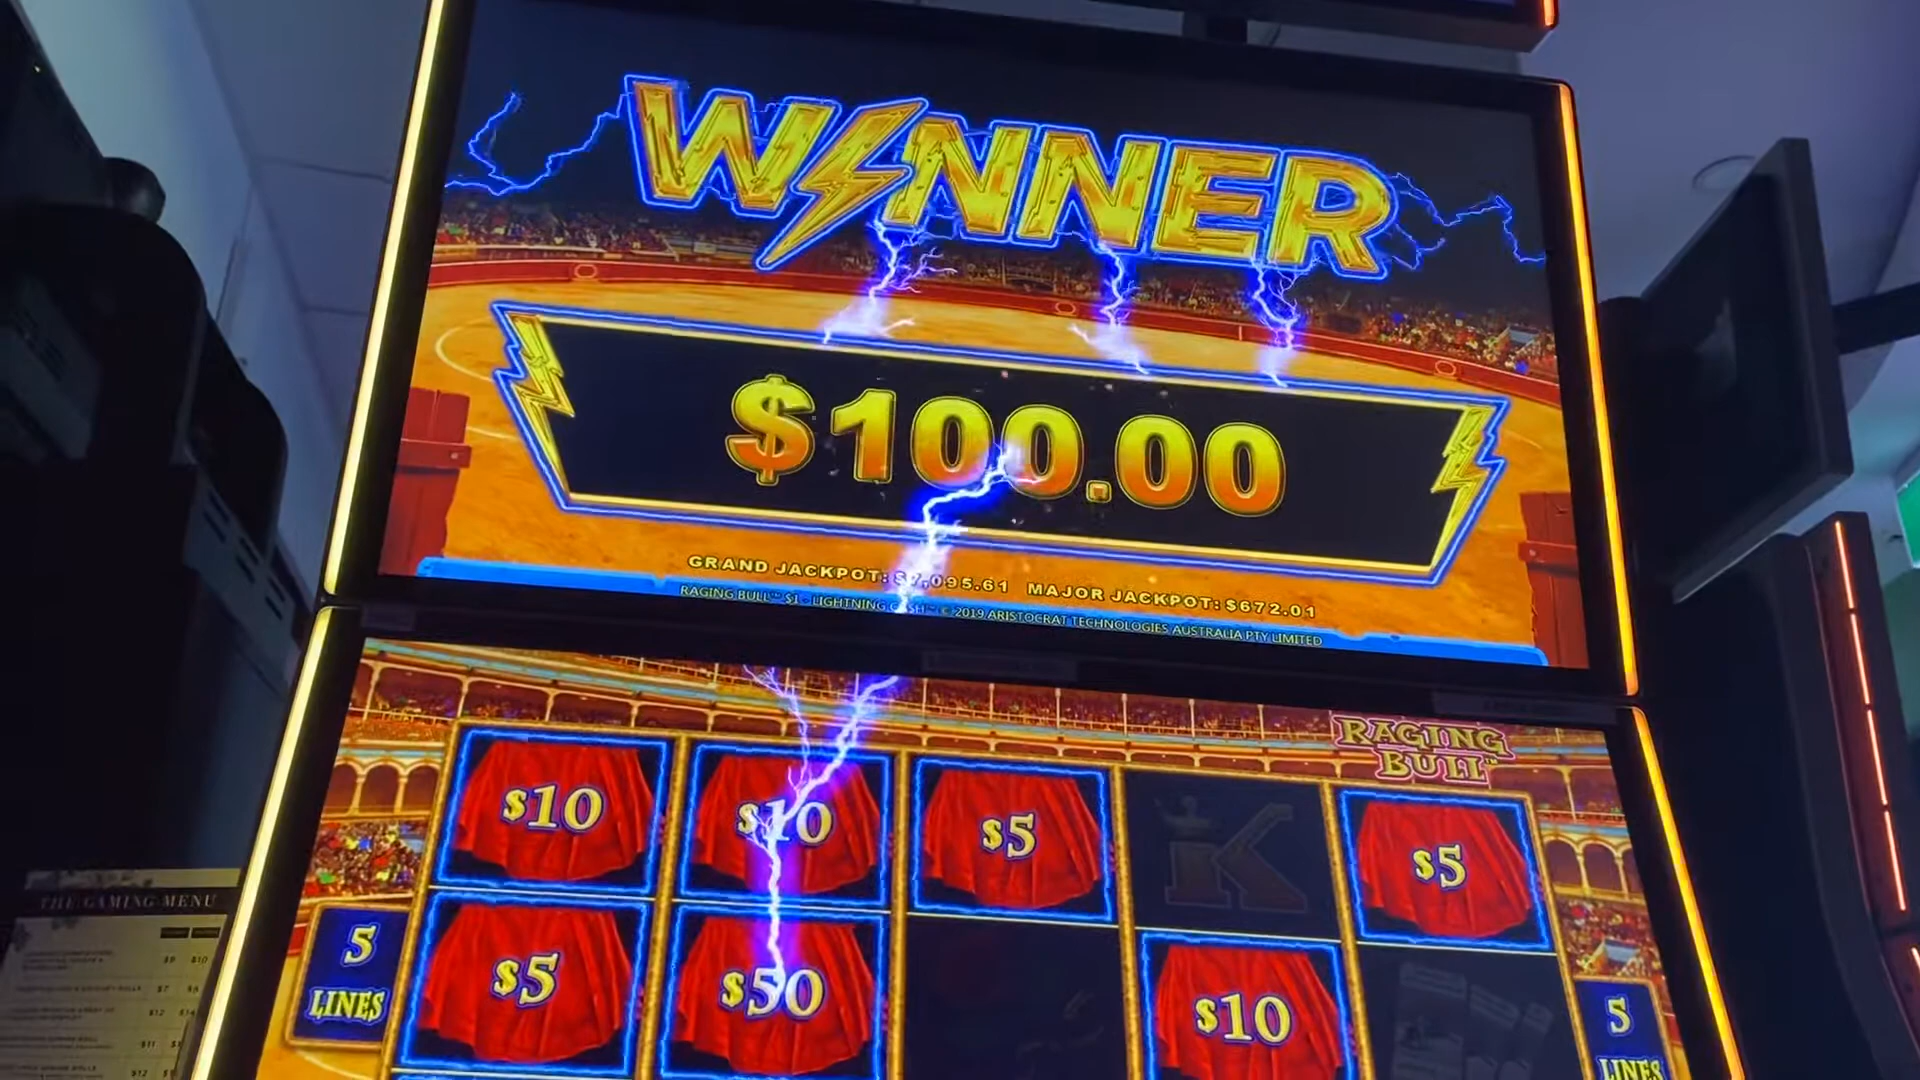 WINNER
$100.00
GRAND JACKPOT: $7,095.61 MAJOR JACKPOT: $672.01
RAGING BULL™ $1 - LIGHTNING CASH™ © 2019 ARISTOCRAT TECHNOLOGIES AUSTRALIA PTY LIMITED
RAGING
BULL™
$10 $10 $5 K $5
5
LINES
$5 $50 $10
5
LINES
THE GAMING MENU